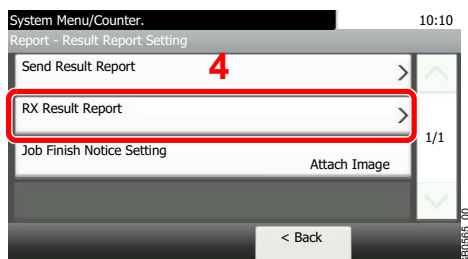 System Menu/Counter. 10:10
Report - Result Report Setting
Send Result Report 4
RX Result Report
1/1
Job Finish Notice Setting
Attach Image
< Back